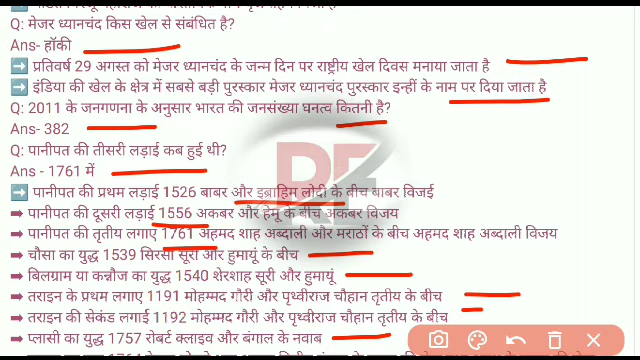 Q: मेजर ध्यानचंद किस खेल से संबंधित है?
Ans- हॉकी
➡️ प्रतिवर्ष 29 अगस्त को मेजर ध्यानचंद के जन्म दिन पर राष्ट्रीय खेल दिवस मनाया जाता है
➡️ इंडिया की खेल के क्षेत्र में सबसे बड़ी पुरस्कार मेजर ध्यानचंद पुरस्कार इन्हीं के नाम पर दिया जाता है
Q: 2011 के जनगणना के अनुसार भारत की जनसंख्या घनत्व कितनी है?
Ans- 382
Q: पानीपत की तीसरी लड़ाई कब हुई थी?
Ans - 1761 में
➡️ पानीपत की प्रथम लड़ाई 1526 बाबर और इब्राहिम लोदी के बीच बाबर विजई
➡ पानीपत की दूसरी लड़ाई 1556 अकबर और हेमू के बीच अकबर विजय
➡ पानीपत की तृतीय लगाए 1761 अहमद शाह अब्दाली और मराठों के बीच अहमद शाह अब्दाली विजय
➡ चौसा का युद्ध 1539 सिरसा सूरी और हुमायूं के बीच
➡ बिलग्राम या कन्नौज का युद्ध 1540 शेरशाह सूरी और हुमायूं
➡ तराइन के प्रथम लगाए 1191 मोहम्मद गौरी और पृथ्वीराज चौहान तृतीय के बीच
➡ तराइन की सेकंड लगाईं 1192 मोहम्मद गौरी और पृथ्वीराज चौहान तृतीय के बीच
➡ प्लासी का युद्ध 1757 रोबर्ट क्लाइव और बंगाल के नवाब